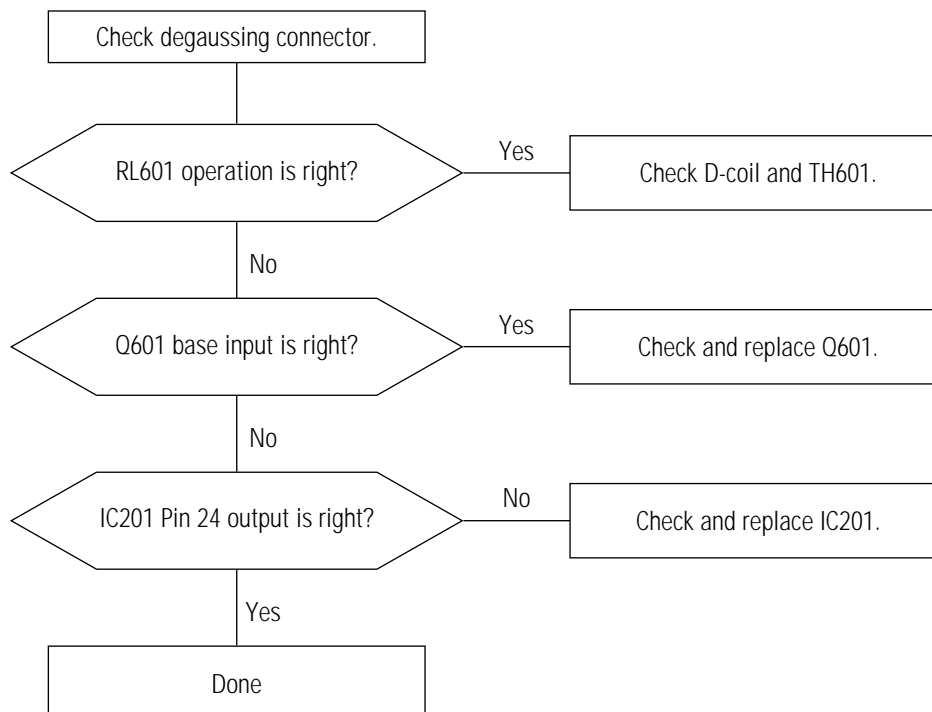 Check degaussing connector.
RL601 operation is right?
Yes
Check D-coil and TH601.
No
Q601 base input is right?
Yes
Check and replace Q601.
No
IC201 Pin 24 output is right?
No
Check and replace IC201.
Yes
Done